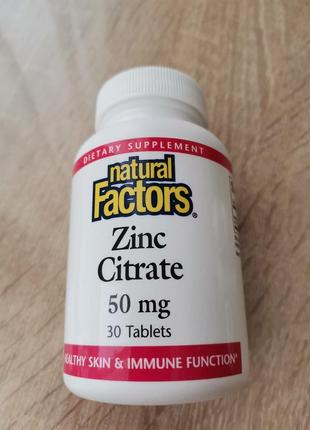 DIETARY SUPPLEMENT
natural
Factors®
Zinc
Citrate
50 mg
30 Tablets
HEALTHY SKIN & IMMUNE FUNCTION*